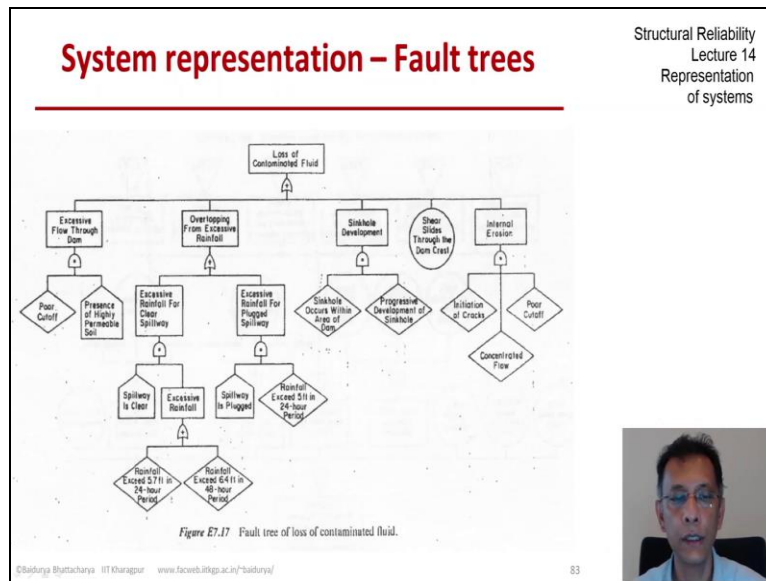 System representation – Fault trees
Structural Reliability
Lecture 14
Representation
of systems
Loss of
Contaminated Fluid
Excessive
Flow Through
Dam
Overtopping
From Excessive
Rainfall
Sinkhole
Development
Shear
Slides
Through the
Dam Crest
Internal
Erosion
Poor
Cutoff
Presence
of Highly
Permeable
Soil
Excessive
Rainfall For
Clear
Spillway
Excessive
Rainfall For
Plugged
Spillway
Sinkhole
Occurs Within
Area of
Dam
Progressive
Development of
Sinkhole
Initiation
of Cracks
Poor
Cutoff
Concentrated
Flow
Spillway
Is Clear
Excessive
Rainfall
Spillway
Is Plugged
Rainfall
Exceed 5 ft in
24-hour
Period
Rainfall
Exceed 5.7 ft in
24-hour
Period
Rainfall
Exceed 6.4 ft in
48-hour
Period
Figure E7.17 Fault tree of loss of contaminated fluid.
©Baidurya Bhattacharya IIT Kharagpur www.facweb.iitkgp.ac.in/~baidurya/
83